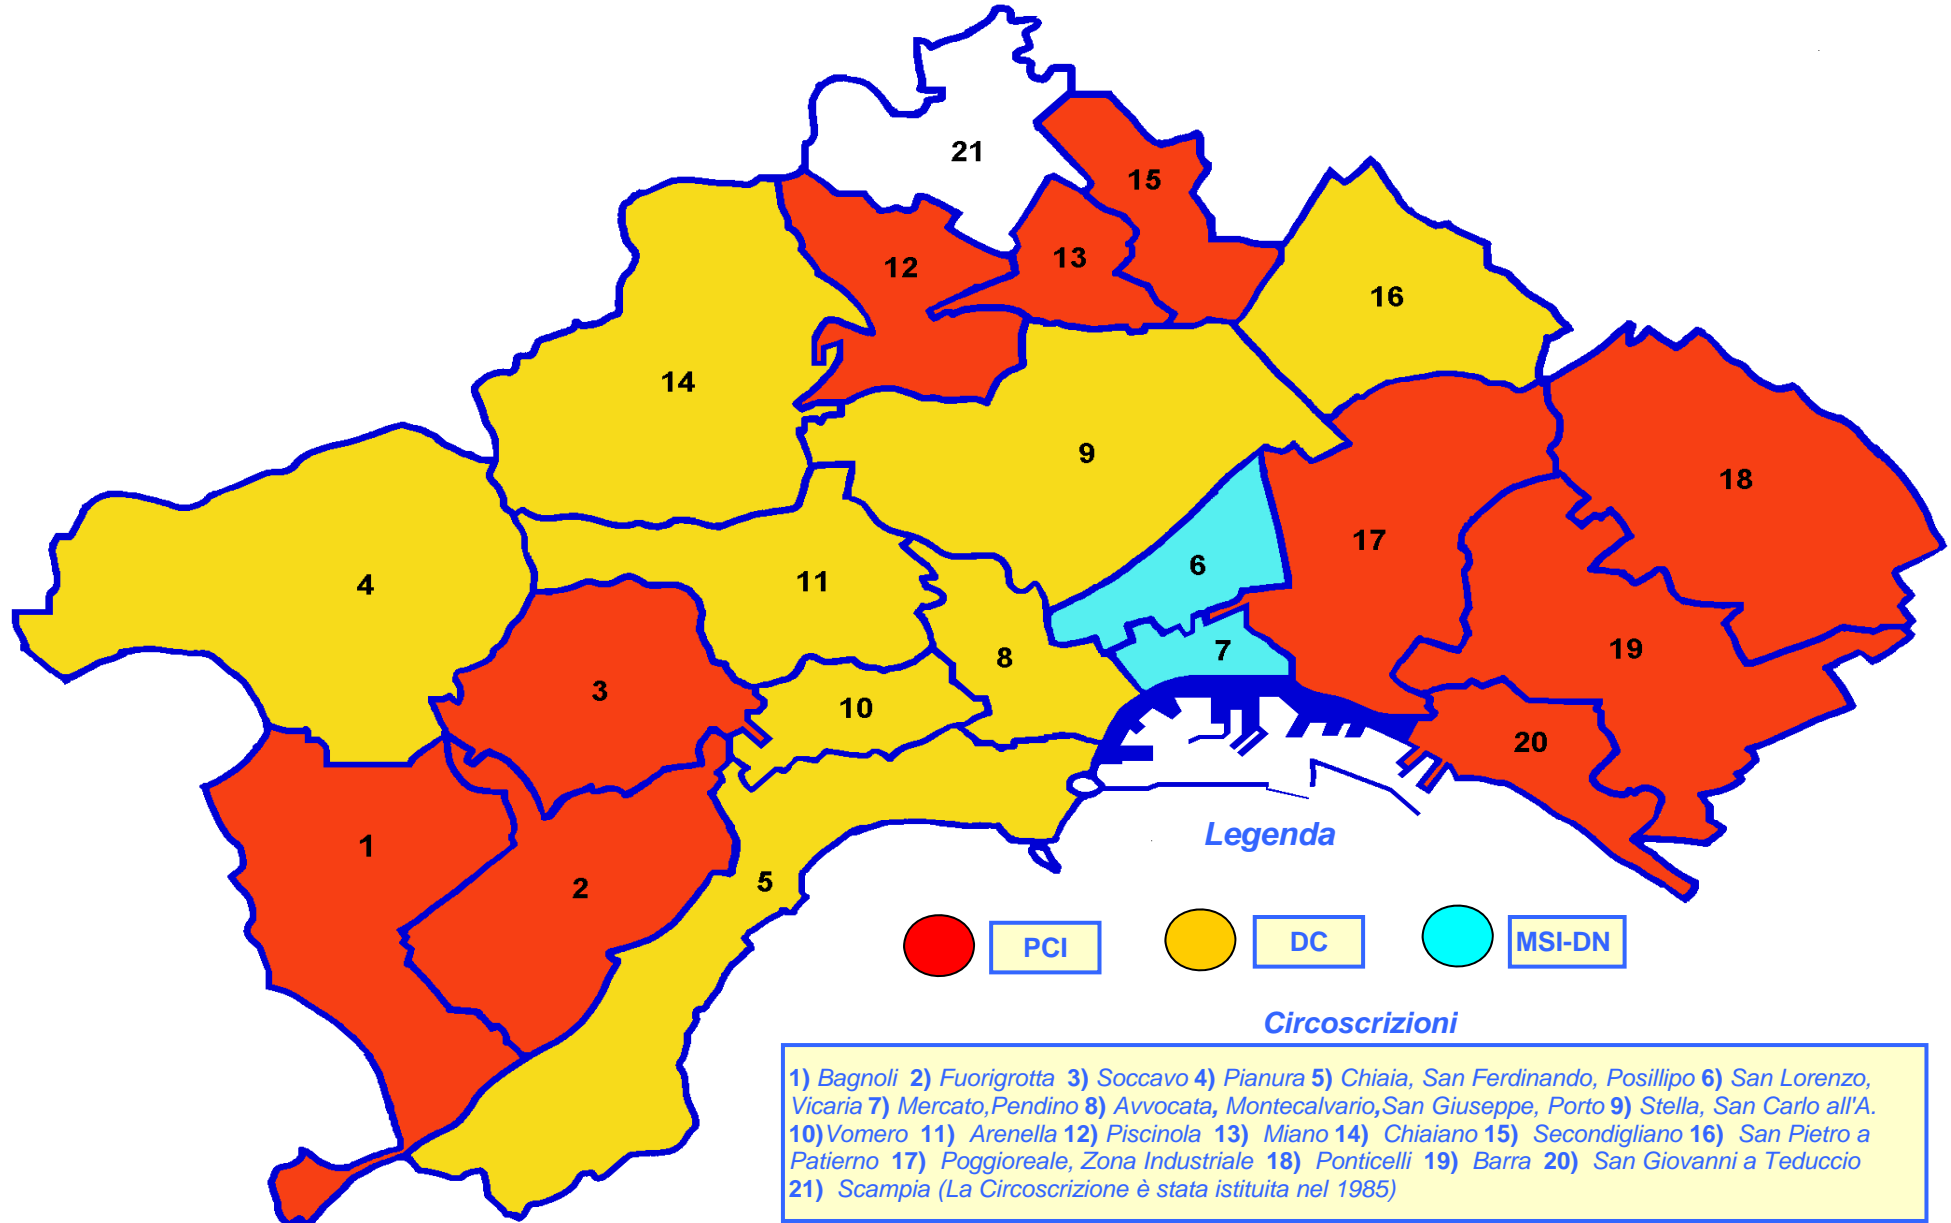 21
15
13
12
16
14
9
18
17
6
11
4
7
8
19
3
10
20
1
2
5
Legenda
PCI
DC
MSI-DN
Circoscrizioni
1) Bagnoli 2) Fuorigrotta 3) Soccavo 4) Pianura 5) Chiaia, San Ferdinando, Posillipo 6) San Lorenzo,
Vicaria 7) Mercato,Pendino 8) Avvocata, Montecalvario,San Giuseppe, Porto 9) Stella, San Carlo all'A.
10)Vomero 11) Arenella 12) Piscinola 13) Miano 14) Chiaiano 15) Secondigliano 16) San Pietro a
Patierno 17) Poggioreale, Zona Industriale 18) Ponticelli 19) Barra 20) San Giovanni a Teduccio
21) Scampia (La Circoscrizione è stata istituita nel 1985)